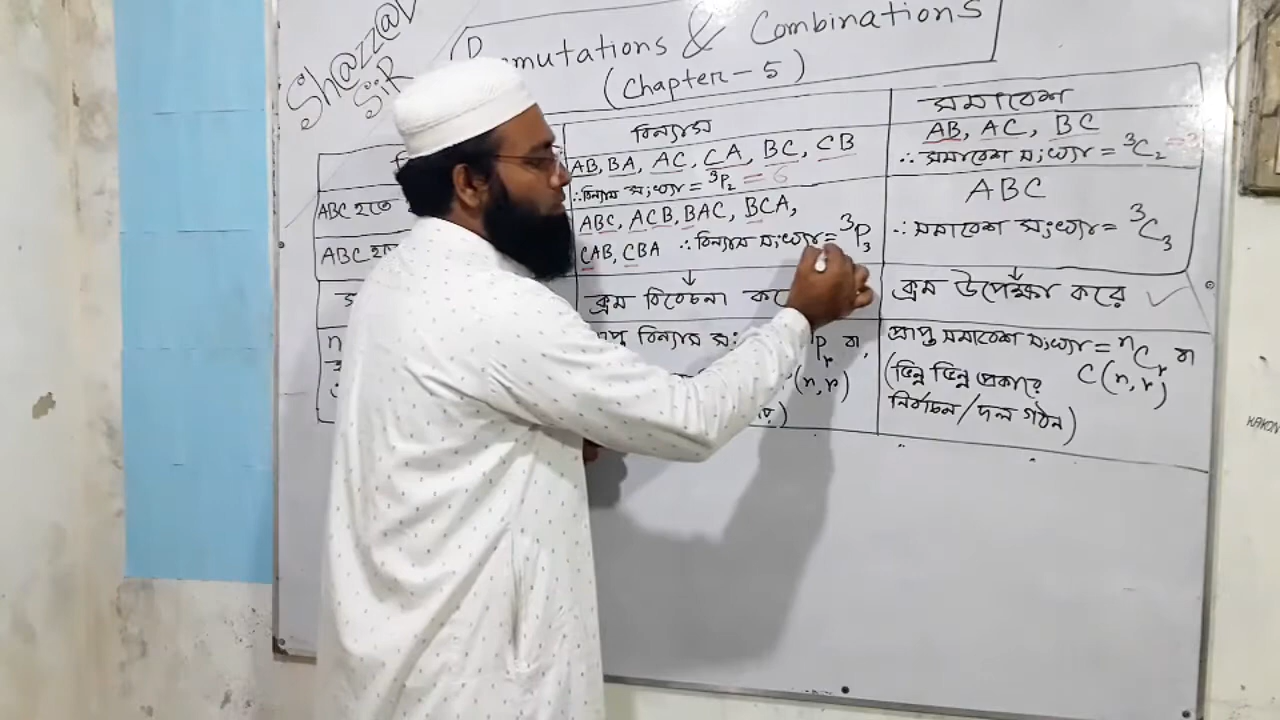 Sh@zz@
SiR
Permutations & Combinations
(Chapter-5)
বিন্যাস
সমাবেশ
AB, BA, AC, CA, BC, CB
∴ বিন্যাস সংখ্যা = ³P₂ = 6
AB, AC, BC
∴ সমাবেশ সংখ্যা = ³C₂ = 3
ABC হতে
ABC, ACB, BAC, BCA,
CAB, CBA ∴ বিন্যাস সংখ্যা = ³P₃
ABC
∴ সমাবেশ সংখ্যা = ³C₃
ABC হতে
↓
ক্রম বিবেচনা
↓
ক্রম উপেক্ষা করে ✓
n
বিন্যাস
Pᵣ বা,
(n, r)
প্রাপ্ত সমাবেশ সংখ্যা = ⁿCᵣ বা
(ভিন্ন ভিন্ন প্রকারে C(n, r)
নির্বাচন/দল গঠন)